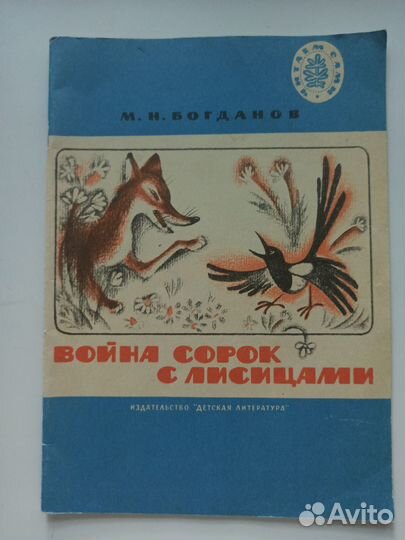 ЧИТАЕМ САМИ
М. Н. БОГДАНОВ
ВОЙНА СОРОК
С ЛИСИЦАМИ
ИЗДАТЕЛЬСТВО "ДЕТСКАЯ ЛИТЕРАТУРА"
Avito